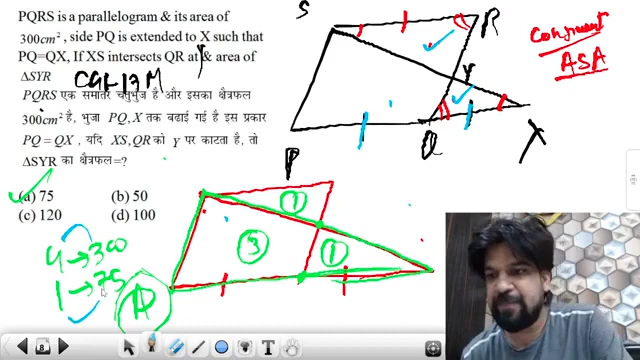 PQRS is a parallelogram & its area of
300cm², side PQ is extended to X such that
PQ=QX, If XS intersects QR at Y & area of
ΔSYR
CGL 17 M
PQRS एक समांतर चतुर्भुज है और इसका क्षेत्रफल
300cm² है, भुजा PQ, X तक बढाई गई है इस प्रकार
PQ = QX, यदि XS, QR को Y पर काटता है, तो
ΔSYR का क्षेत्रफल=?
(a) 75 (b) 50
(c) 120 (d) 100
4→300
1→75
S
R
Y
P
Q
X
Congruent
ASA
1
3
1
8